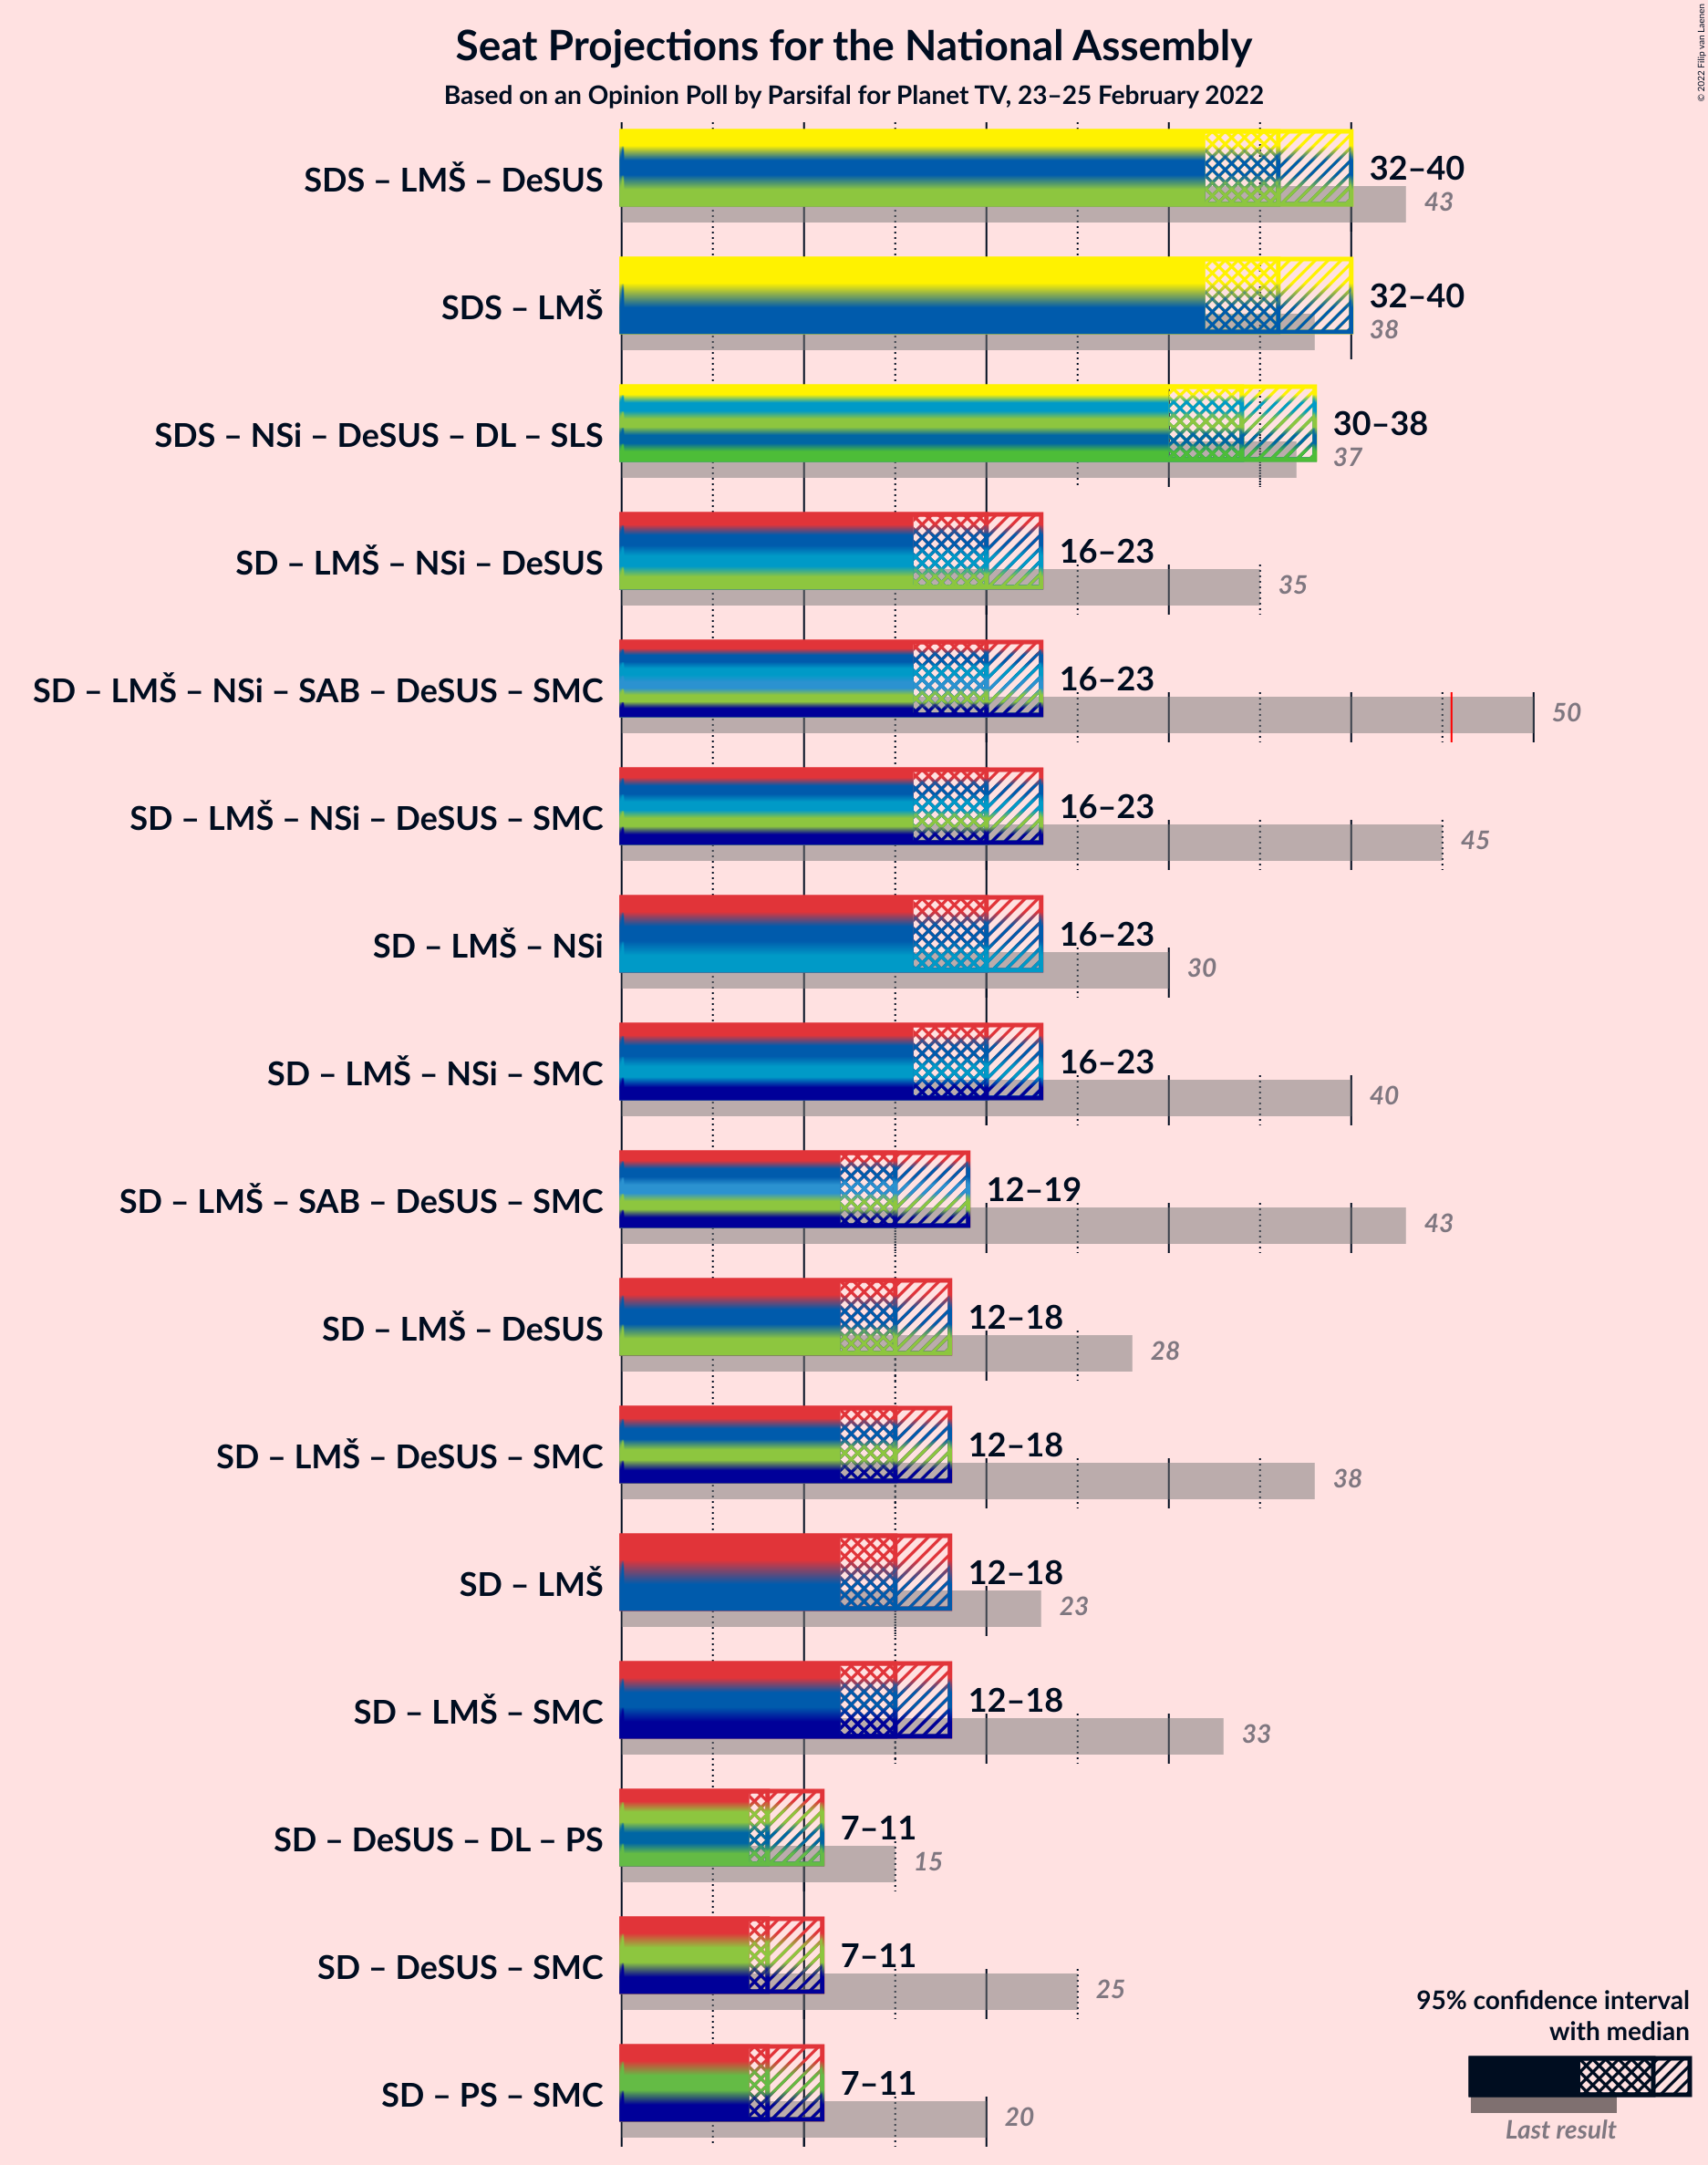 Seat Projections for the National Assembly
Based on an Opinion Poll by Parsifal for Planet TV, 23–25 February 2022
© 2022 Filip van Laenen
SDS – LMŠ – DeSUS
32–40
43
SDS – LMŠ
32–40
38
SDS – NSi – DeSUS – DL – SLS
30–38
37
SD – LMŠ – NSi – DeSUS
16–23
35
SD – LMŠ – NSi – SAB – DeSUS – SMC
16–23
50
SD – LMŠ – NSi – DeSUS – SMC
16–23
45
SD – LMŠ – NSi
16–23
30
SD – LMŠ – NSi – SMC
16–23
40
SD – LMŠ – SAB – DeSUS – SMC
12–19
43
SD – LMŠ – DeSUS
12–18
28
SD – LMŠ – DeSUS – SMC
12–18
38
SD – LMŠ
12–18
23
SD – LMŠ – SMC
12–18
33
SD – DeSUS – DL – PS
7–11
15
SD – DeSUS – SMC
7–11
25
SD – PS – SMC
7–11
20
95% confidence interval
with median
Last result